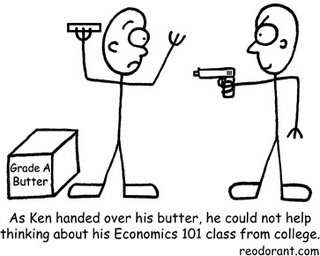 Grade A
Butter
As Ken handed over his butter, he could not help
thinking about his Economics 101 class from college.
reodorant.com